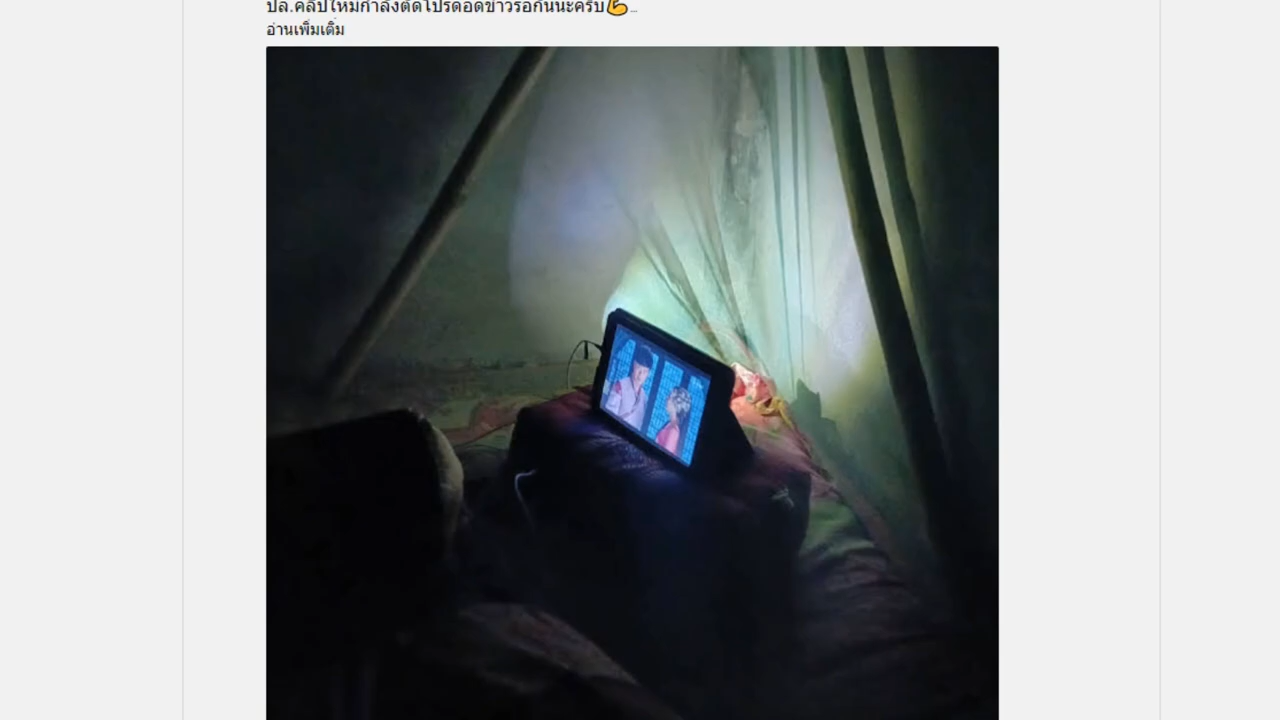 ปล.คลิปใหม่กำลังตัดโปรดอดข้าวรอกันนะครับ💪...
อ่านเพิ่มเติม